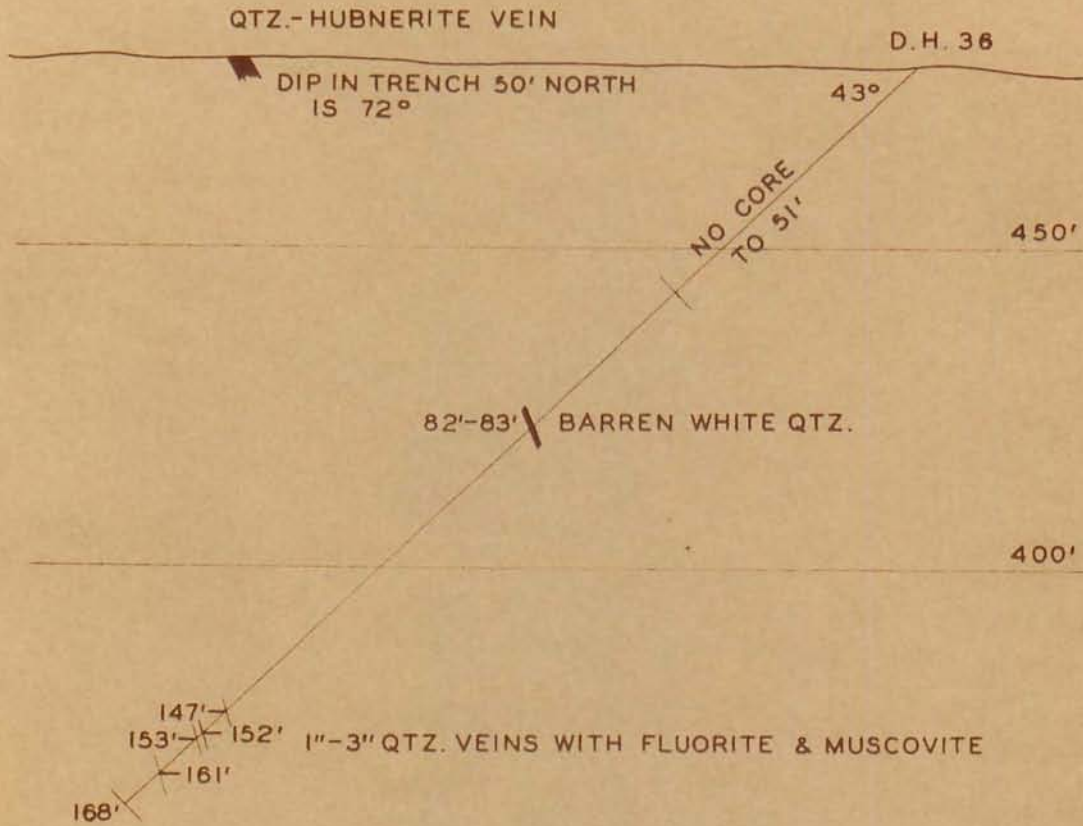 QTZ.-HUBNERITE VEIN
D.H. 36
DIP IN TRENCH 50' NORTH
IS 72°
43°
NO CORE
TO 51'
450'
82'-83'
BARREN WHITE QTZ.
400'
147'
153'
152'
1"-3" QTZ. VEINS WITH FLUORITE & MUSCOVITE
161'
168'